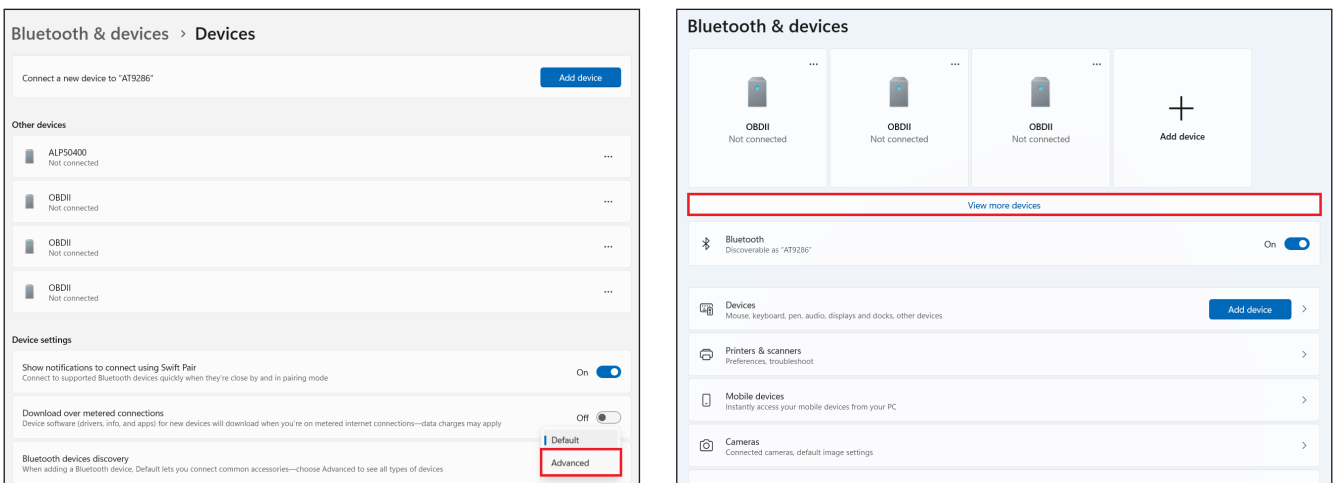 Bluetooth & devices > Devices
Connect a new device to "AT9286"
Add device
Other devices
ALP50400
Not connected
...
OBDII
Not connected
...
OBDII
Not connected
...
OBDII
Not connected
...
Device settings
Show notifications to connect using Swift Pair
Connect to supported Bluetooth devices quickly when they're close by and in pairing mode
On
Download over metered connections
Device software (drivers, info, and apps) for new devices will download when you're on metered internet connections—data charges may apply
Off
Bluetooth devices discovery
When adding a Bluetooth device, Default lets you connect common accessories—choose Advanced to see all types of devices
Default
Advanced
Bluetooth & devices
... ... ...
OBDII OBDII OBDII
Not connected Not connected Not connected
Add device
View more devices
Bluetooth
Discoverable as "AT9286"
On
Devices
Mouse, keyboard, pen, audio, displays and docks, other devices
Add device >
Printers & scanners
Preferences, troubleshoot
>
Mobile devices
Instantly access your mobile devices from your PC
>
Cameras
Connected cameras, default image settings
>